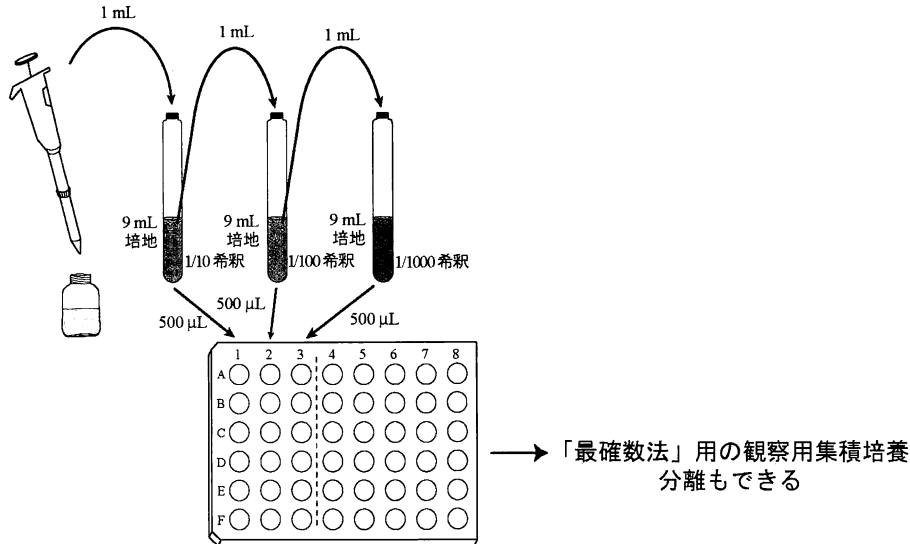 1 mL
1 mL
1 mL
9 mL
培地
1/10 希釈
9 mL
培地
1/100 希釈
9 mL
培地
1/1000 希釈
500 μL
500 μL
500 μL
1 2 3 4 5 6 7 8
A
B
C
D
E
F
「最確数法」用の観察用集積培養
分離もできる